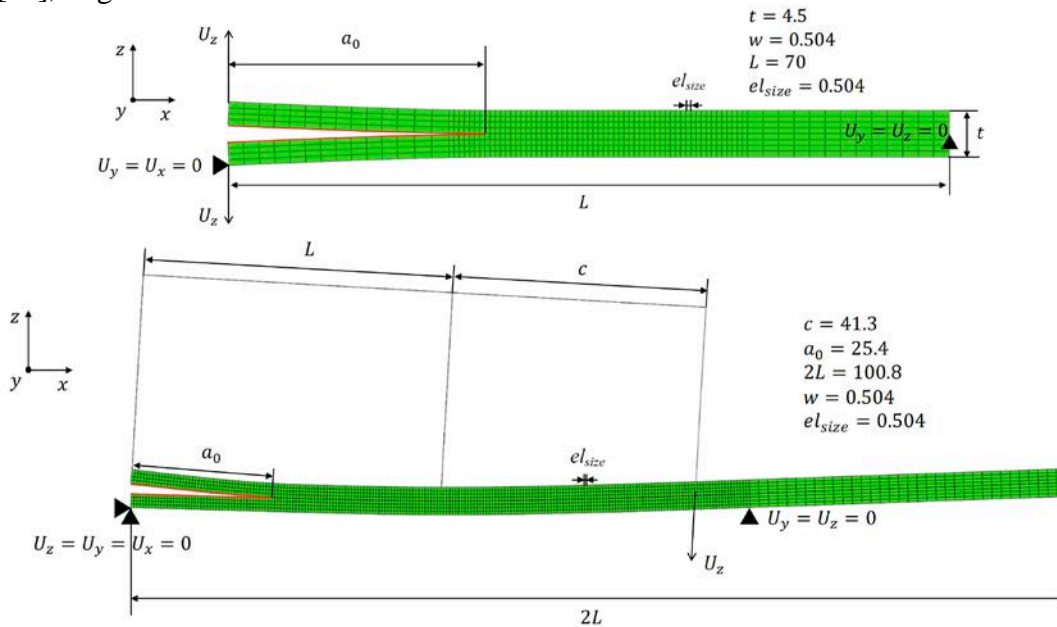 U_z
a_0
z
y
x
t = 4.5
w = 0.504
L = 70
el_size = 0.504
el_size
U_y = U_z = 0
t
U_y = U_x = 0
L
U_z
L
c
z
y
x
c = 41.3
a_0 = 25.4
2L = 100.8
w = 0.504
el_size = 0.504
a_0
el_size
U_y = U_z = 0
U_z = U_y = U_x = 0
U_z
2L